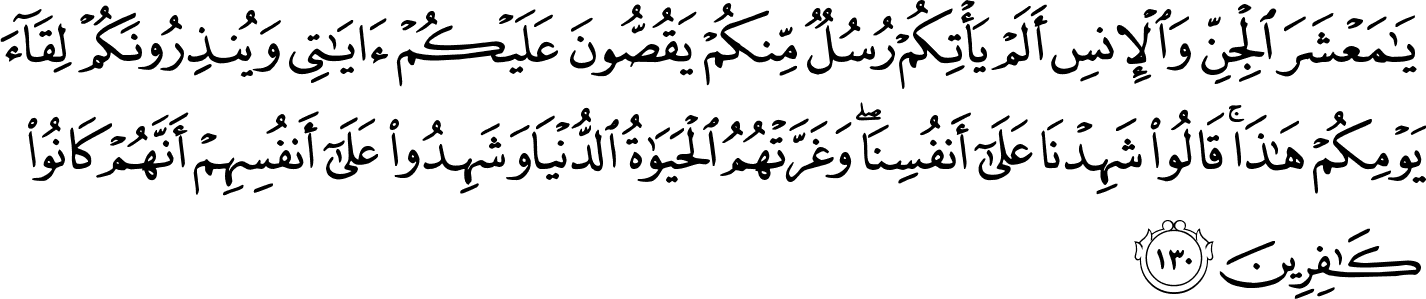 يَٰمَعْشَرَ ٱلْجِنِّ وَٱلْإِنسِ أَلَمْ يَأْتِكُمْ رُسُلٌ مِّنكُمْ يَقُصُّونَ عَلَيْكُمْ ءَايَٰتِى وَيُنذِرُونَكُمْ لِقَآءَ
يَوْمِكُمْ هَٰذَا ۚ قَالُوا۟ شَهِدْنَا عَلَىٰٓ أَنفُسِنَا ۖ وَغَرَّتْهُمُ ٱلْحَيَوٰةُ ٱلدُّنْيَا وَشَهِدُوا۟ عَلَىٰٓ أَنفُسِهِمْ أَنَّهُمْ كَانُوا۟
كَٰفِرِينَ ١٣٠